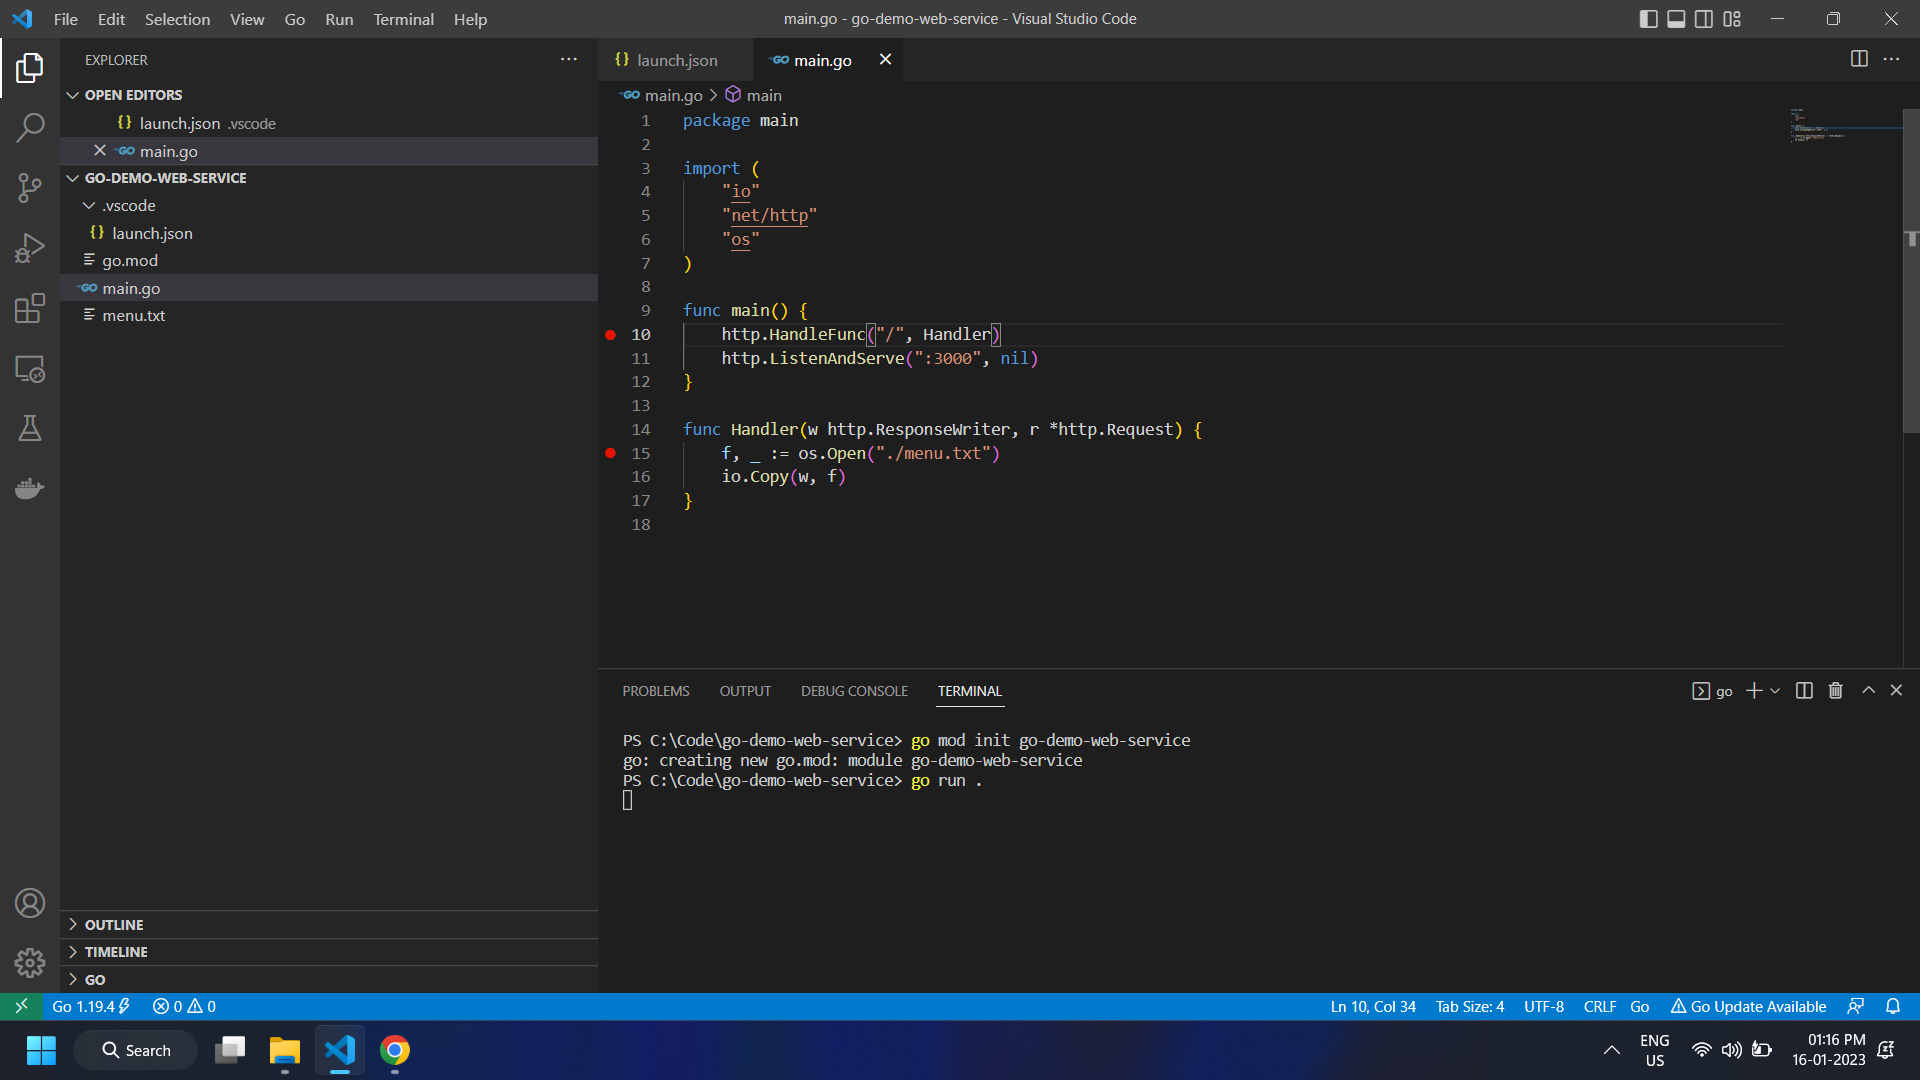 File Edit Selection View Go Run Terminal Help
main.go - go-demo-web-service - Visual Studio Code
EXPLORER
OPEN EDITORS
{} launch.json .vscode
GO main.go
GO-DEMO-WEB-SERVICE
.vscode
{} launch.json
go.mod
GO main.go
menu.txt
OUTLINE
TIMELINE
GO
{} launch.json
GO main.go
GO main.go > main
1 package main
2
3 import (
4 "io"
5 "net/http"
6 "os"
7 )
8
9 func main() {
10 http.HandleFunc("/", Handler)
11 http.ListenAndServe(":3000", nil)
12 }
13
14 func Handler(w http.ResponseWriter, r *http.Request) {
15 f, _ := os.Open("./menu.txt")
16 io.Copy(w, f)
17 }
18
PROBLEMS OUTPUT DEBUG CONSOLE TERMINAL
go
PS C:\Code\go-demo-web-service> go mod init go-demo-web-service
go: creating new go.mod: module go-demo-web-service
PS C:\Code\go-demo-web-service> go run .
Go 1.19.4 0 0
Ln 10, Col 34 Tab Size: 4 UTF-8 CRLF Go Go Update Available
Search
ENG
US
01:16 PM
16-01-2023